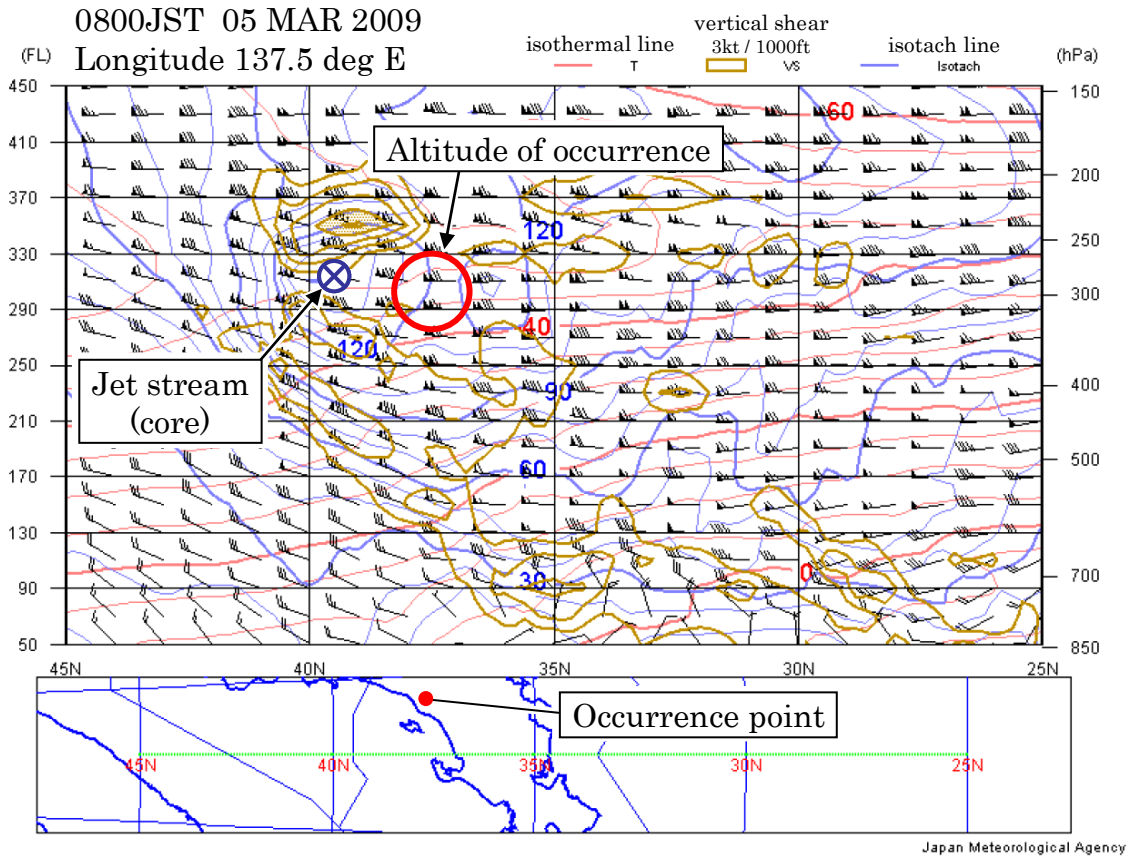 0800JST 05 MAR 2009
Longitude 137.5 deg E
isothermal line
T
vertical shear
3kt / 1000ft
VS
isotach line
Isotach
(FL)
(hPa)
450
410
370
330
290
250
210
170
130
90
50
150
200
250
300
400
500
700
850
60
Altitude of occurrence
120
40
120
90
60
30
0
Jet stream
(core)
45N 40N 35N 30N 25N
Occurrence point
45N 40N 35N 30N 25N
Japan Meteorological Agency